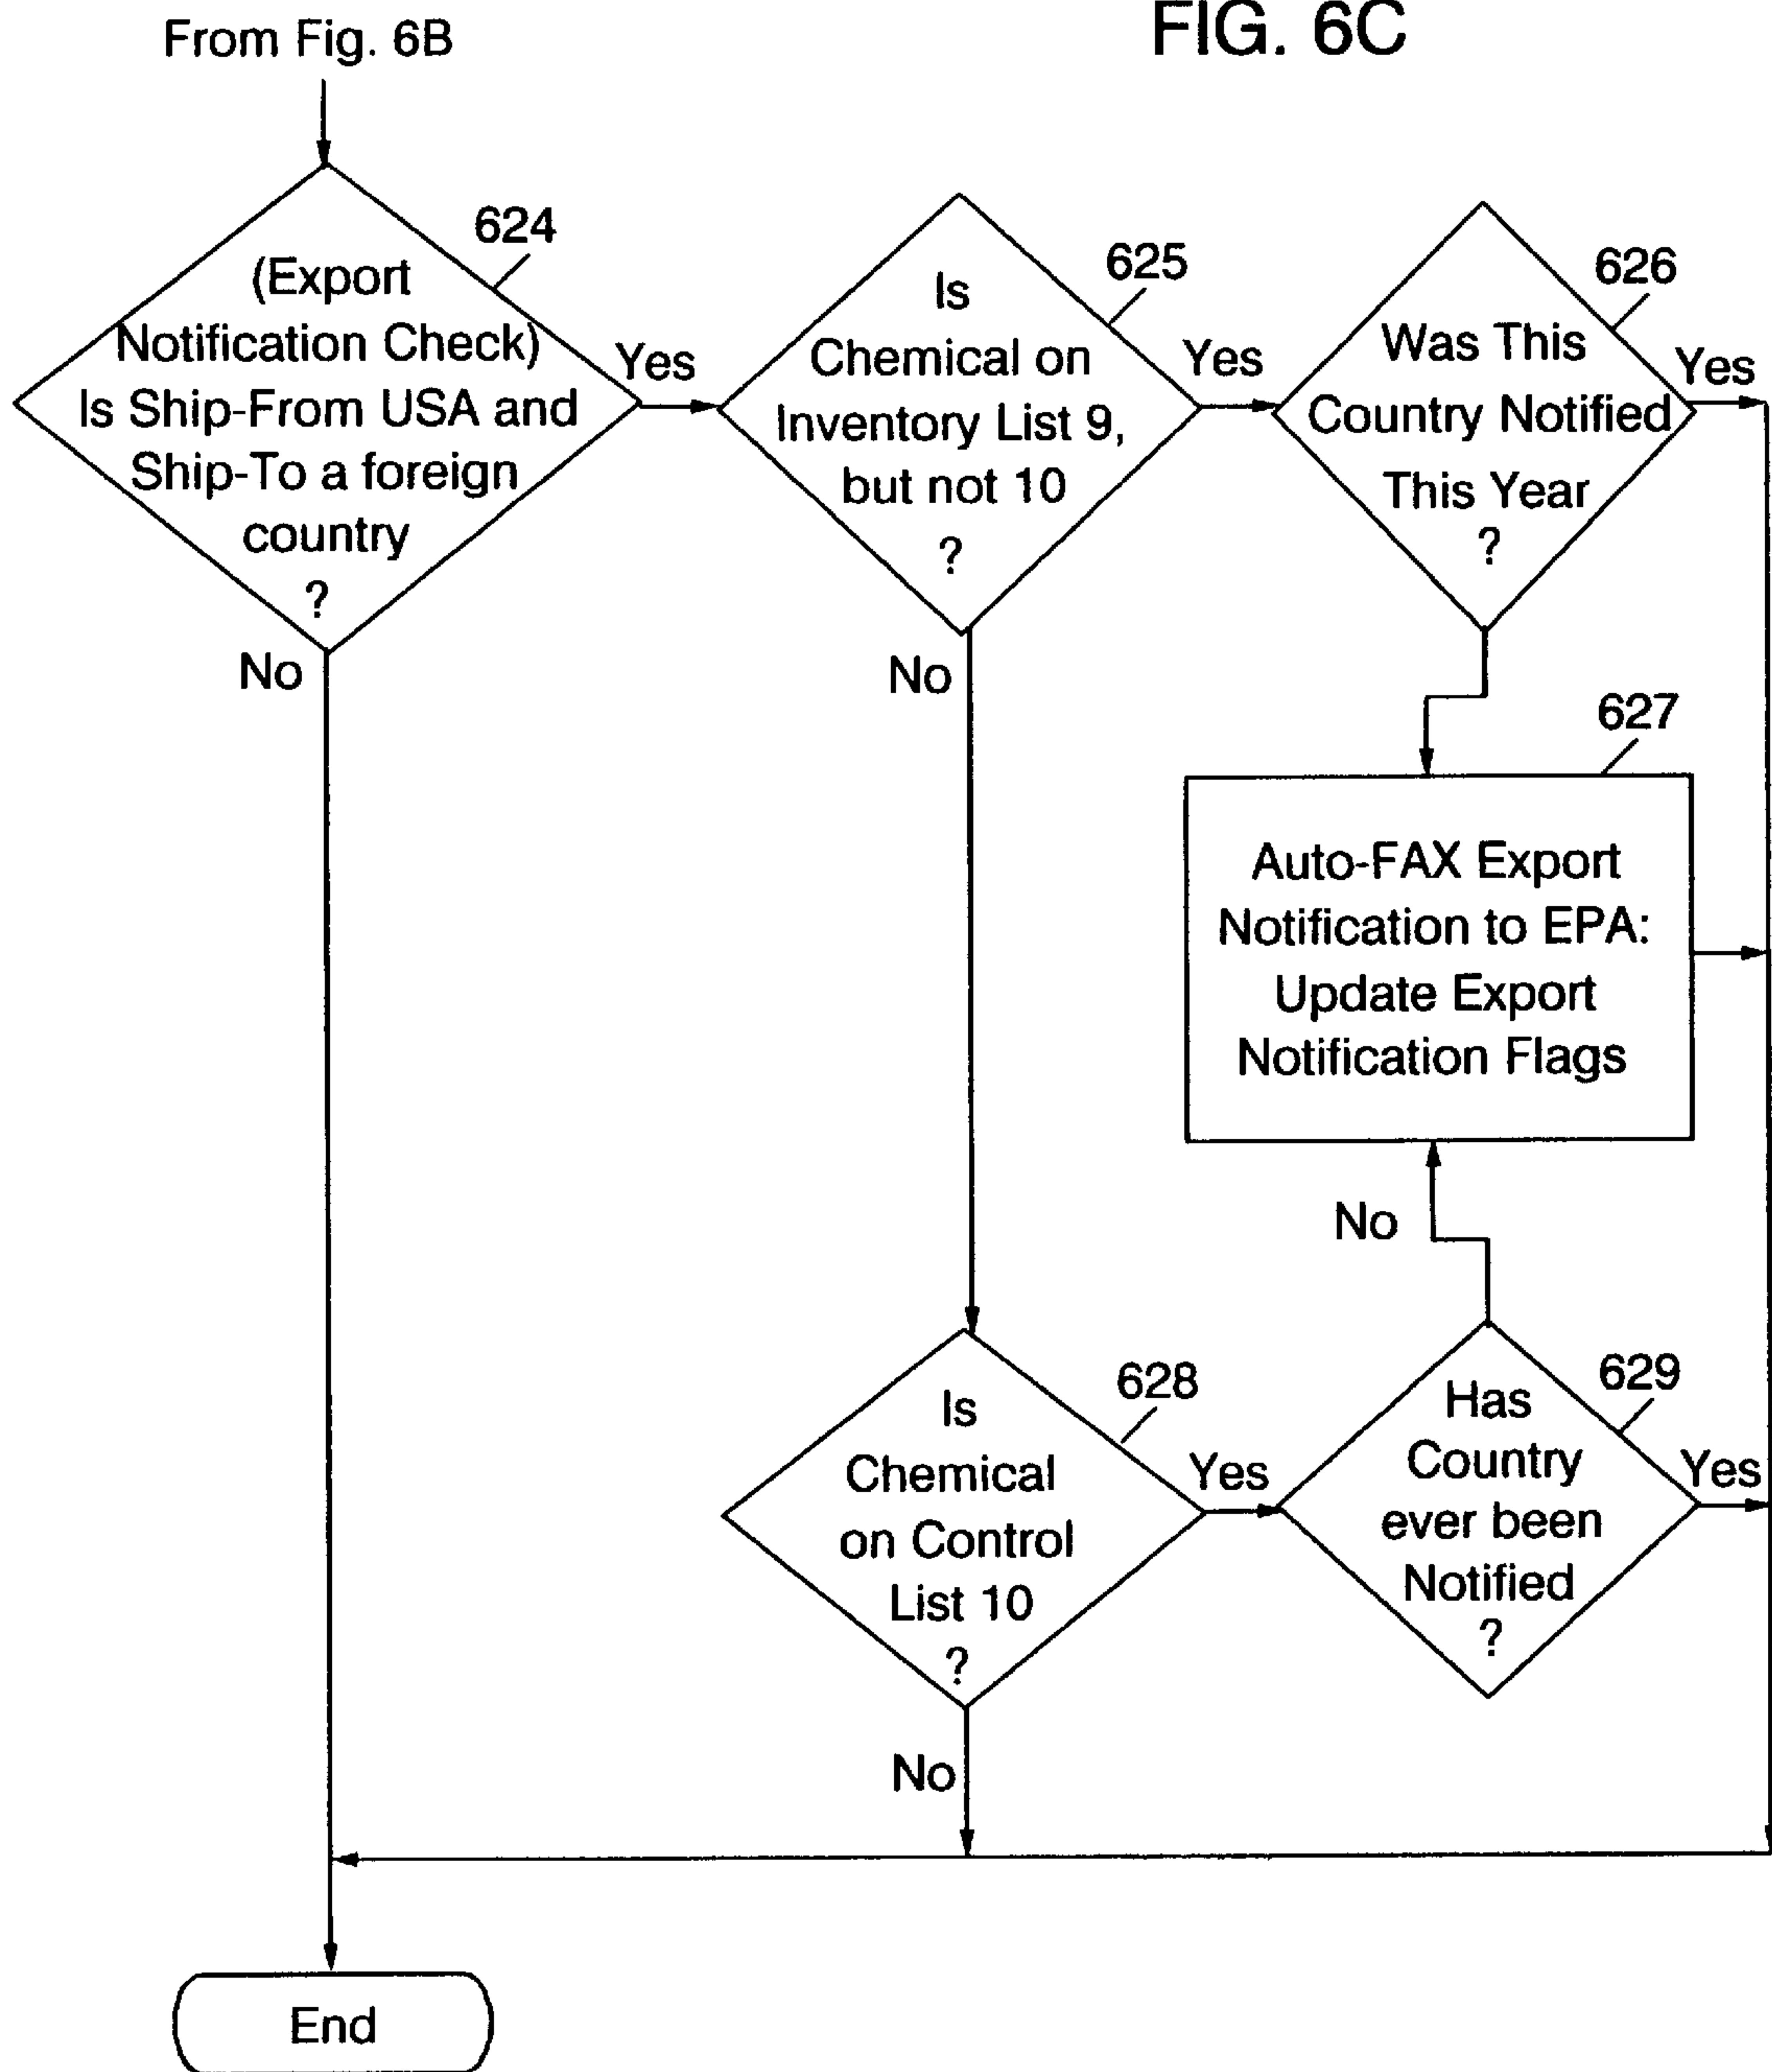 From Fig. 6B
FIG. 6C
624
(Export
Notification Check)
Is Ship-From USA and
Ship-To a foreign
country
?
Yes
No
625
Is
Chemical on
Inventory List 9,
but not 10
?
Yes
No
626
Was This
Country Notified
This Year
?
Yes
627
Auto-FAX Export
Notification to EPA:
Update Export
Notification Flags
No
628
Is
Chemical
on Control
List 10
?
Yes
No
629
Has
Country
ever been
Notified
?
Yes
End